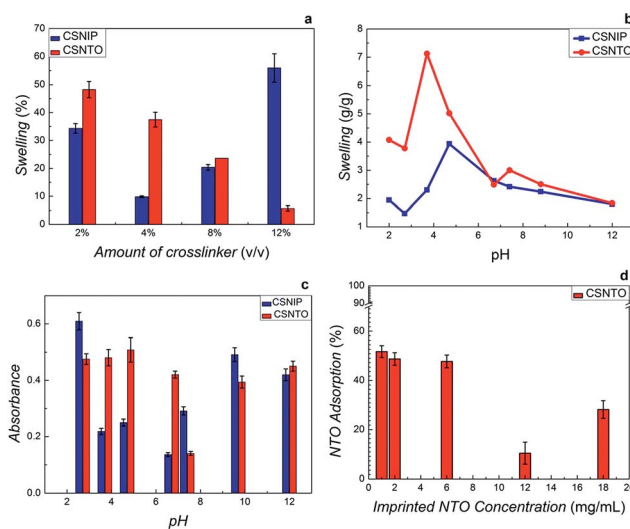 a
CSNIP
CSNTO
70
60
50
40
30
20
10
0
Swelling (%)
2% 4% 8% 12%
Amount of crosslinker (v/v)
b
CSNIP
CSNTO
8
7
6
5
4
3
2
1
Swelling (g/g)
2 4 6 8 10 12
pH
c
CSNIP
CSNTO
0.6
0.4
0.2
0.0
Absorbance
2 4 6 8 10 12
pH
d
CSNTO
100
90
60
40
20
0
NTO Adsorption (%)
0 2 4 6 8 10 12 14 16 18 20
Imprinted NTO Concentration (mg/mL)